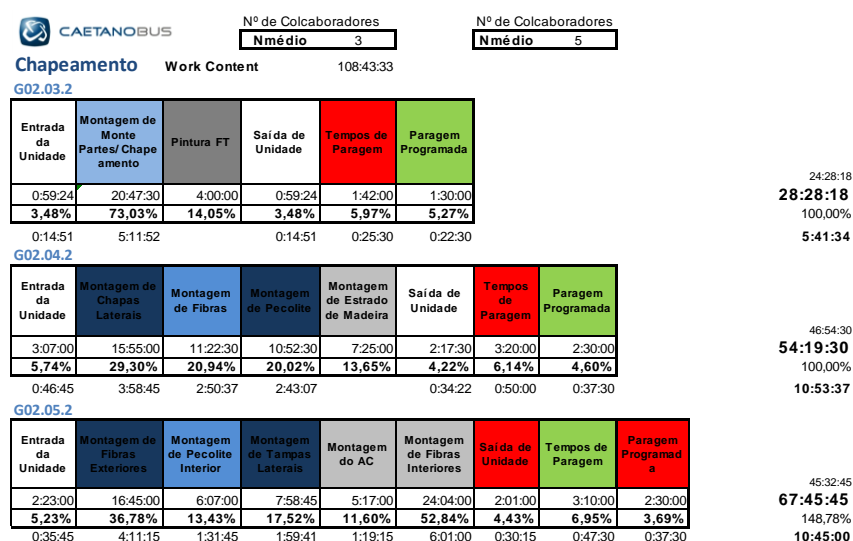 CAETANOBUS
Nº de Colcaboradores Nº de Colcaboradores
Nmédio 3 Nmédio 5
Chapeamento Work Content 108:43:33
G02.03.2
Entrada da Unidade Montagem de Monte Partes/Chapeamento Pintura FT Saída de Unidade Tempos de Paragem Paragem Programada
24:28:18
0:59:24 20:47:30 4:00:00 0:59:24 1:42:00 1:30:00 28:28:18
3,48% 73,03% 14,05% 3,48% 5,97% 5,27% 100,00%
0:14:51 5:11:52 0:14:51 0:25:30 0:22:30 5:41:34
G02.04.2
Entrada da Unidade Montagem de Chapas Laterais Montagem de Fibras Montagem de Pecolite Montagem de Estrado de Madeira Saída de Unidade Tempos de Paragem Paragem Programada
46:54:30
3:07:00 15:55:00 11:22:30 10:52:30 7:25:00 2:17:30 3:20:00 2:30:00 54:19:30
5,74% 29,30% 20,94% 20,02% 13,65% 4,22% 6,14% 4,60% 100,00%
0:46:45 3:58:45 2:50:37 2:43:07 0:34:22 0:50:00 0:37:30 10:53:37
G02.05.2
Entrada da Unidade Montagem de Fibras Exteriores Montagem de Pecolite Interior Montagem de Tampas Laterais Montagem do AC Montagem de Fibras Interiores Saída de Unidade Tempos de Paragem Paragem Programada
45:32:45
2:23:00 16:45:00 6:07:00 7:58:45 5:17:00 24:04:00 2:01:00 3:10:00 2:30:00 67:45:45
5,23% 36,78% 13,43% 17,52% 11,60% 52,84% 4,43% 6,95% 3,69% 148,78%
0:35:45 4:11:15 1:31:45 1:59:41 1:19:15 6:01:00 0:30:15 0:47:30 0:37:30 10:45:00